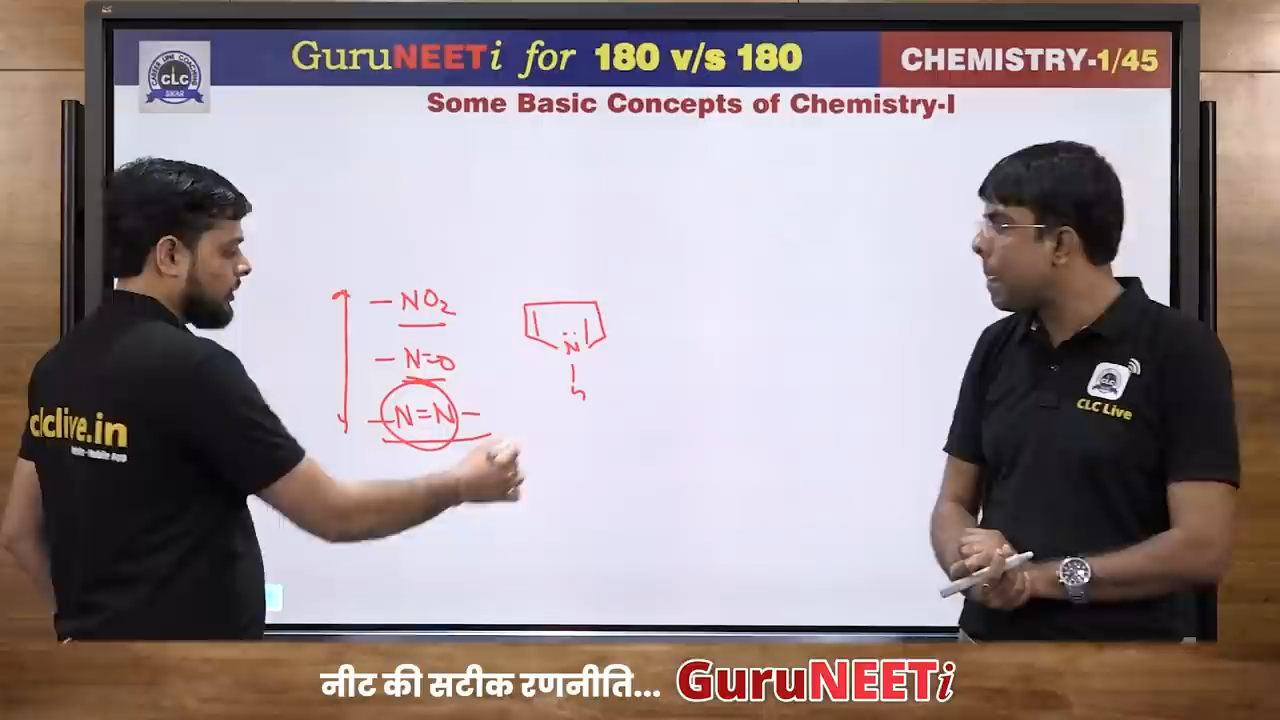 GuruNEETi for 180 v/s 180
CHEMISTRY-1/45
CLC
SIKAR
Some Basic Concepts of Chemistry-I
-NO₂
-N=O
-N=N-
N
clclive.in
CLC Live
नीट की सटीक रणनीति... GuruNEETi